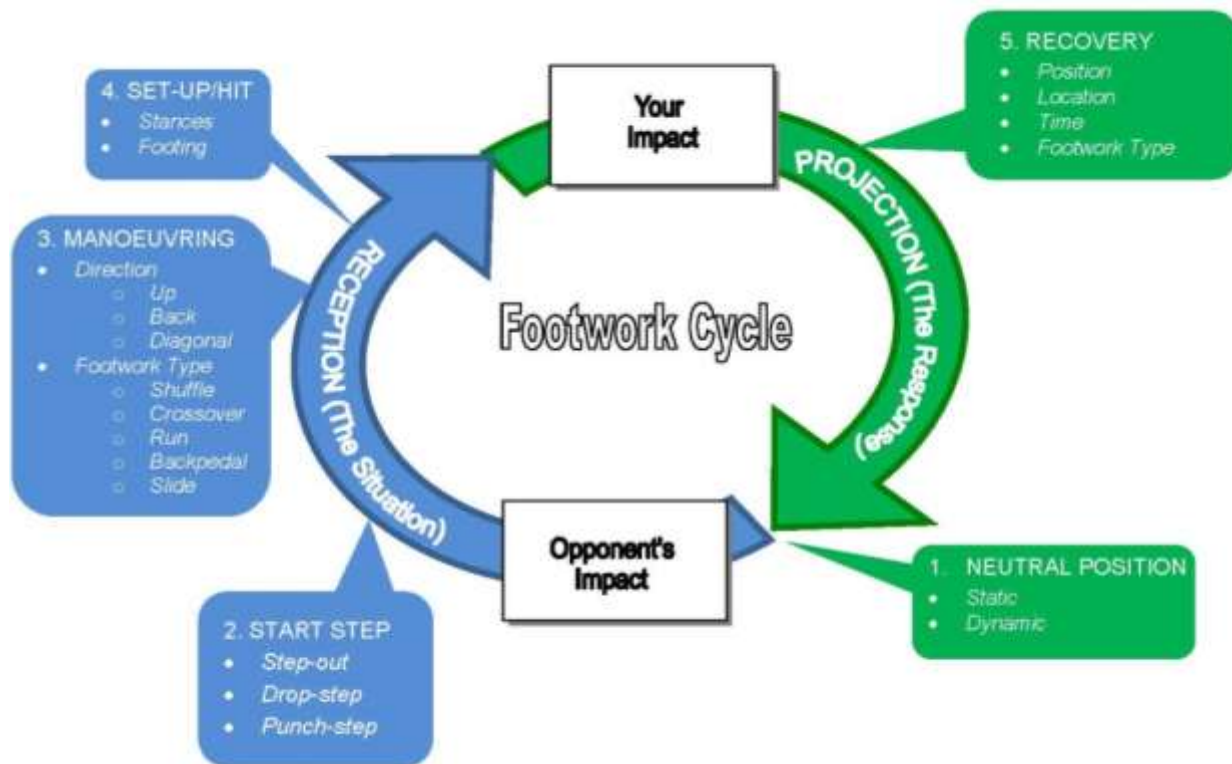 Footwork Cycle
Your
Impact
Opponent's
Impact
PROJECTION (The Response)
RECEPTION (The Situation)
1. NEUTRAL POSITION
• Static
• Dynamic
2. START STEP
• Step-out
• Drop-step
• Punch-step
3. MANOEUVRING
• Direction
o Up
o Back
o Diagonal
• Footwork Type
o Shuffle
o Crossover
o Run
o Backpedal
o Slide
4. SET-UP/HIT
• Stances
• Footing
5. RECOVERY
• Position
• Location
• Time
• Footwork Type